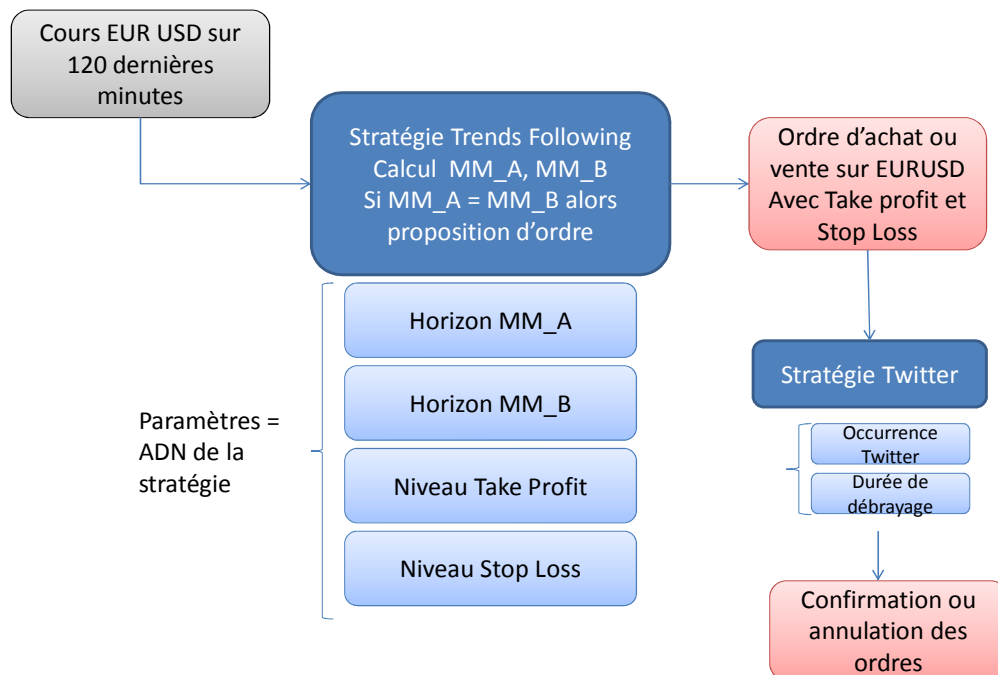 Cours EUR USD sur
120 dernières
minutes
Stratégie Trends Following
Calcul MM_A, MM_B
Si MM_A = MM_B alors
proposition d'ordre
Ordre d'achat ou
vente sur EURUSD
Avec Take profit et
Stop Loss
Horizon MM_A
Horizon MM_B
Niveau Take Profit
Niveau Stop Loss
Paramètres =
ADN de la
stratégie
Stratégie Twitter
Occurrence
Twitter
Durée de
débrayage
Confirmation ou
annulation des
ordres